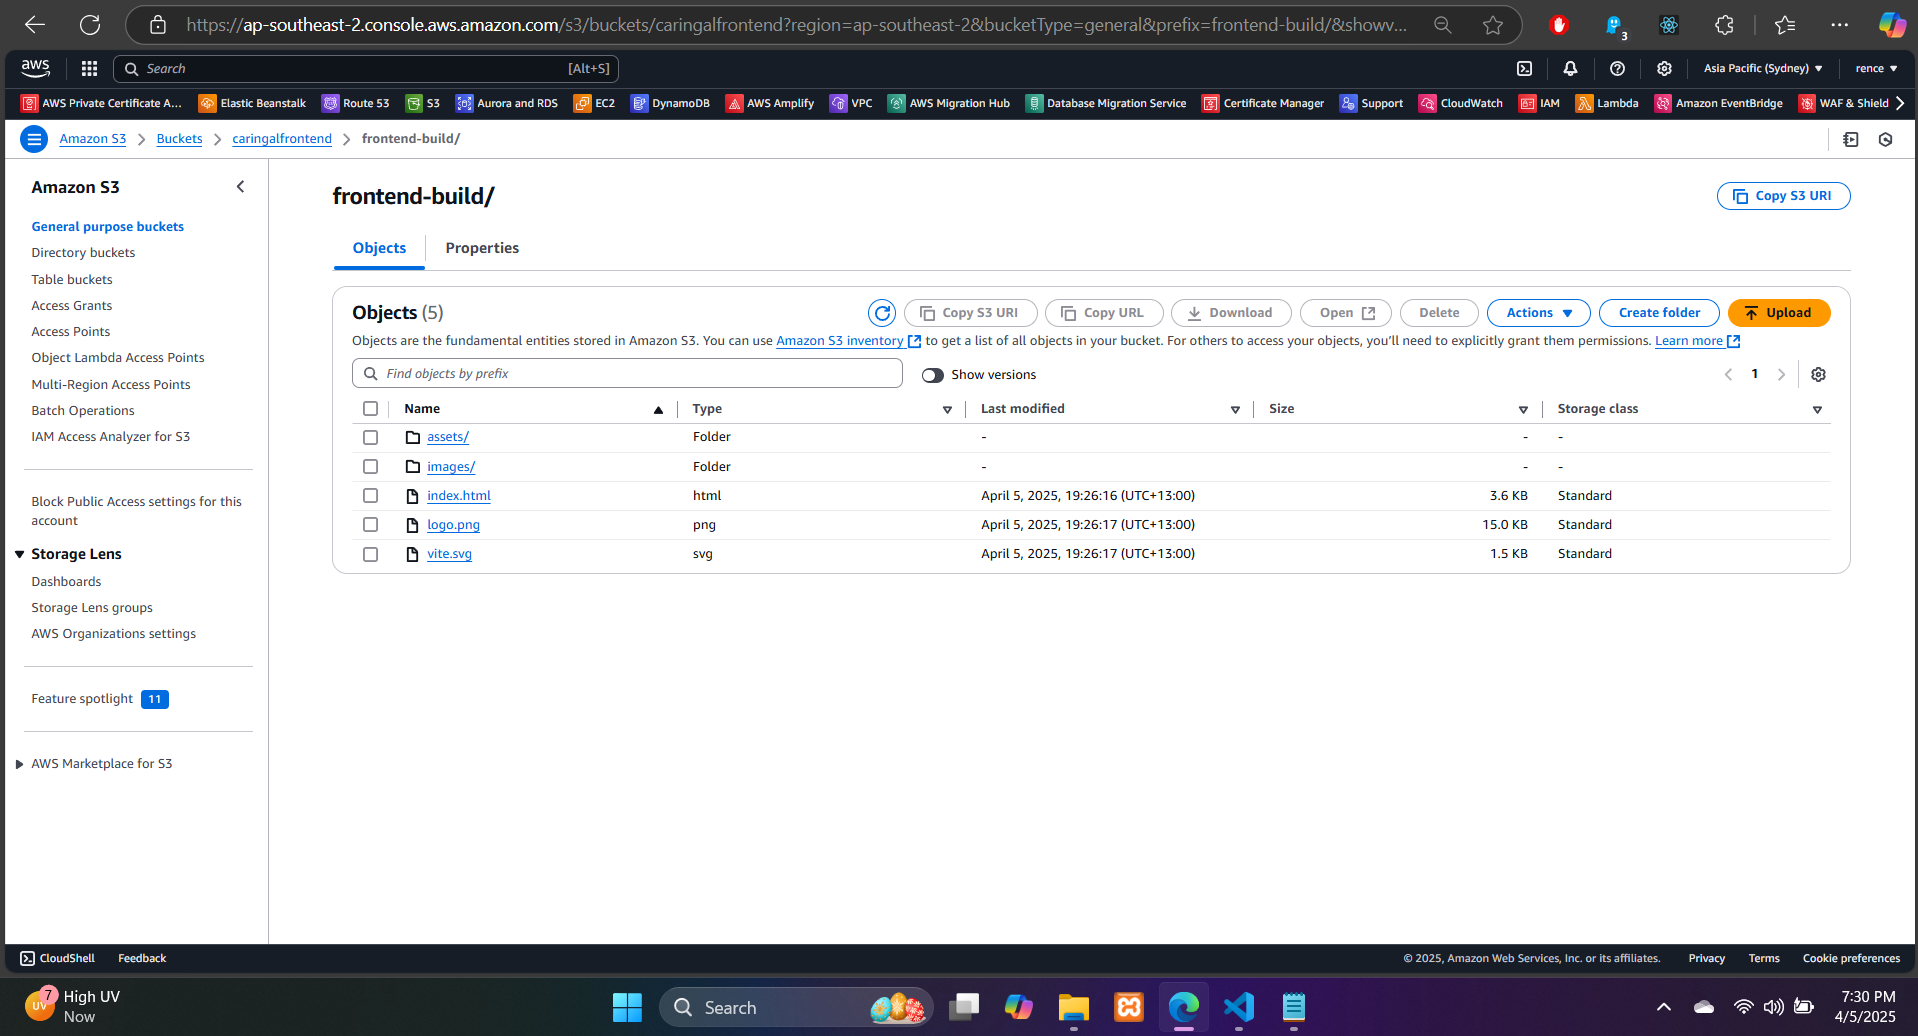 https://ap-southeast-2.console.aws.amazon.com/s3/buckets/caringalfrontend?region=ap-southeast-2&bucketType=general&prefix=frontend-build/&showv...
3
aws
Search
[Alt+S]
Asia Pacific (Sydney)
rence
AWS Private Certificate A...
Elastic Beanstalk
Route 53
S3
Aurora and RDS
EC2
DynamoDB
AWS Amplify
VPC
AWS Migration Hub
Database Migration Service
Certificate Manager
Support
CloudWatch
IAM
Lambda
Amazon EventBridge
WAF & Shield
Amazon S3
Buckets
caringalfrontend
frontend-build/
Amazon S3
General purpose buckets
Directory buckets
Table buckets
Access Grants
Access Points
Object Lambda Access Points
Multi-Region Access Points
Batch Operations
IAM Access Analyzer for S3
Block Public Access settings for this
account
Storage Lens
Dashboards
Storage Lens groups
AWS Organizations settings
Feature spotlight 11
AWS Marketplace for S3
frontend-build/
Copy S3 URI
Objects
Properties
Objects (5)
Copy S3 URI
Copy URL
Download
Open
Delete
Actions
Create folder
Upload
Objects are the fundamental entities stored in Amazon S3. You can use Amazon S3 inventory to get a list of all objects in your bucket. For others to access your objects, you'll need to explicitly grant them permissions. Learn more
Find objects by prefix
Show versions
1
Name Type Last modified Size Storage class
assets/ Folder - - -
images/ Folder - - -
index.html html April 5, 2025, 19:26:16 (UTC+13:00) 3.6 KB Standard
logo.png png April 5, 2025, 19:26:17 (UTC+13:00) 15.0 KB Standard
vite.svg svg April 5, 2025, 19:26:17 (UTC+13:00) 1.5 KB Standard
CloudShell
Feedback
© 2025, Amazon Web Services, Inc. or its affiliates.
Privacy
Terms
Cookie preferences
UV
7
High UV
Now
Search
7:30 PM
4/5/2025